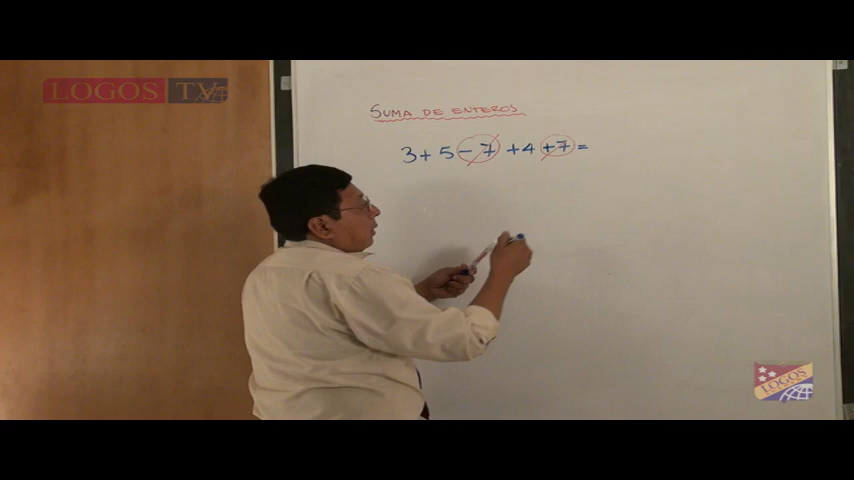 LOGOS TV
SUMA DE ENTEROS
3 + 5 - 7 + 4 + 7 =
LOGOS